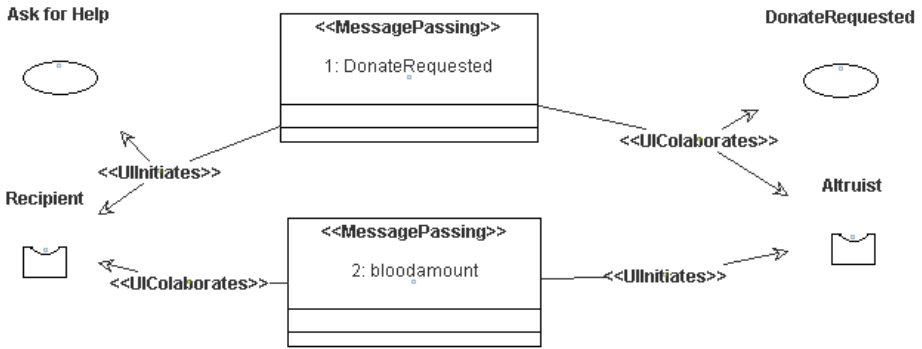 Ask for Help
<<MessagePassing>>
1: DonateRequested
DonateRequested
<<UIInitiates>>
<<UIColaborates>>
Recipient
Altruist
<<MessagePassing>>
2: bloodamount
<<UIColaborates>>
<<UIInitiates>>